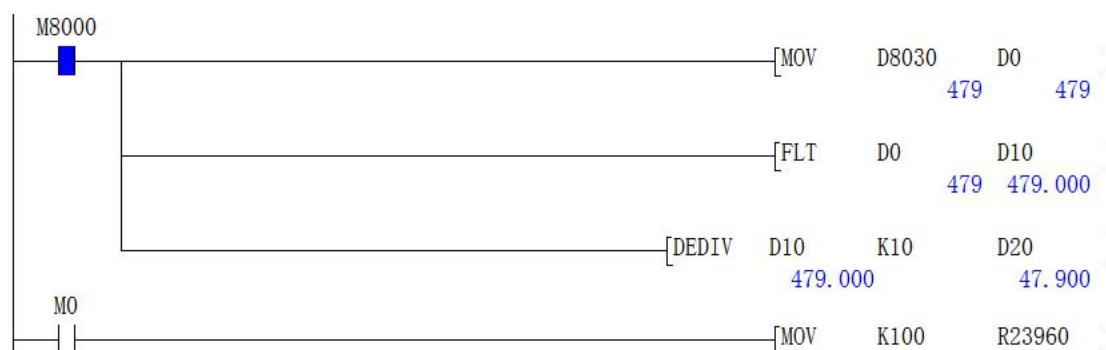 M8000
[MOV D8030 D0
479 479
[FLT D0 D10
479 479.000
[DEDIV D10 K10 D20
479.000 47.900
M0
[MOV K100 R23960